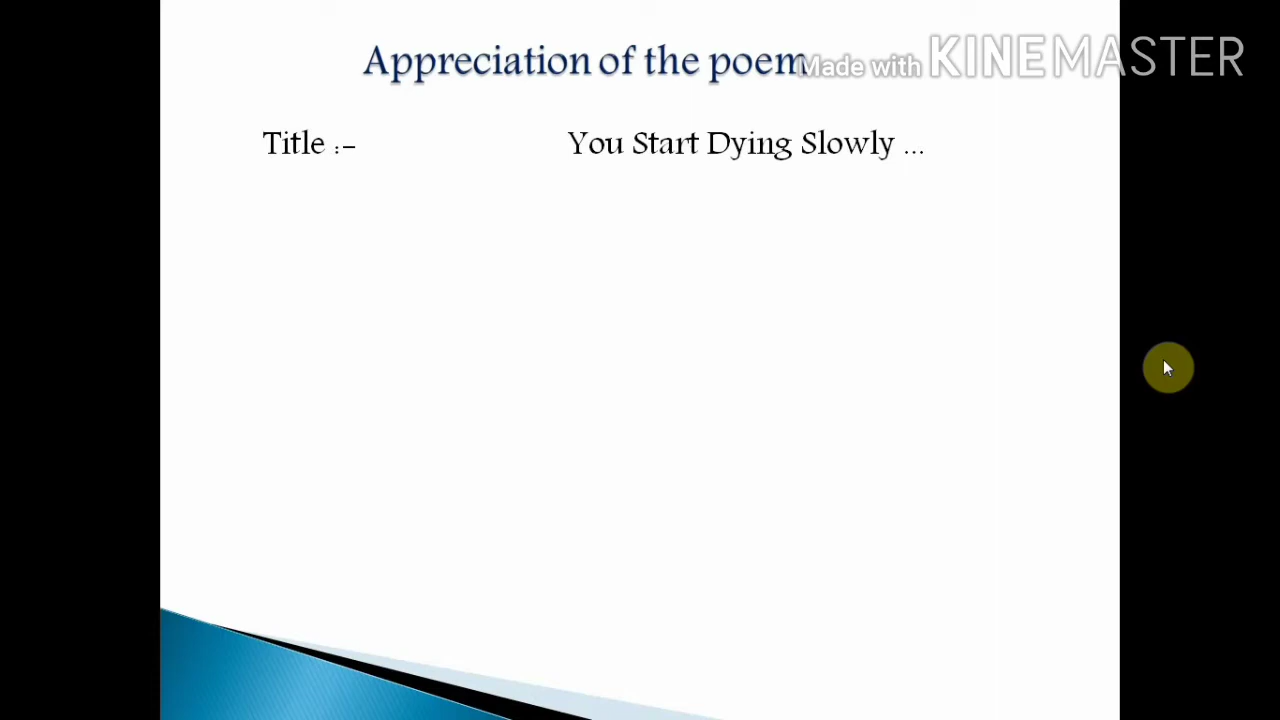 Appreciation of the poem
Made with KINEMASTER
Title :- You Start Dying Slowly ...